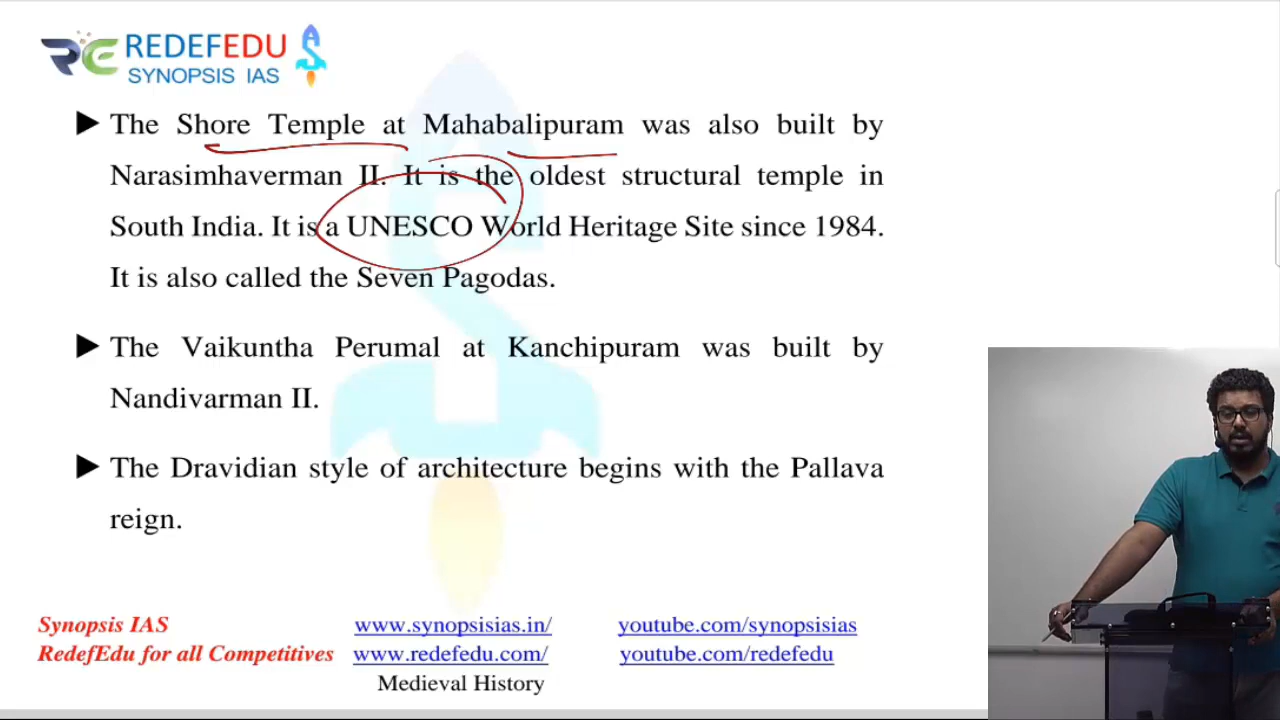 REDEFEDU
SYNOPSIS IAS
The Shore Temple at Mahabalipuram was also built by
Narasimhaverman II. It is the oldest structural temple in
South India. It is a UNESCO World Heritage Site since 1984.
It is also called the Seven Pagodas.
The Vaikuntha Perumal at Kanchipuram was built by
Nandivarman II.
The Dravidian style of architecture begins with the Pallava
reign.
Synopsis IAS www.synopsisias.in/ youtube.com/synopsisias
RedefEdu for all Competitives www.redefedu.com/ youtube.com/redefedu
Medieval History